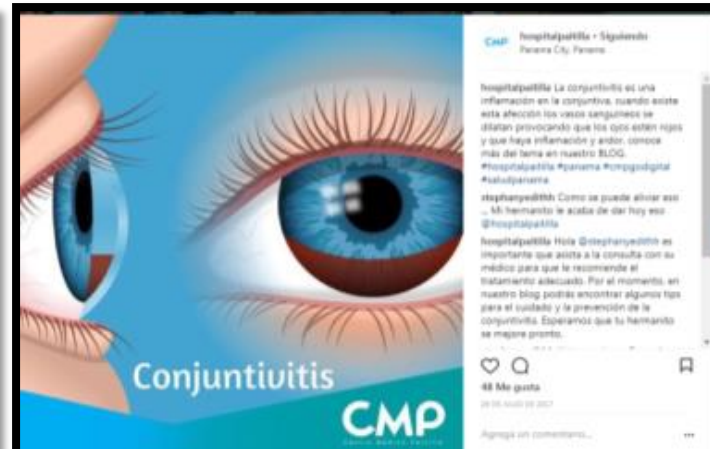 Conjuntivitis
CMP
CMP
hospitalpaitilla • Siguiendo
Panama City, Panama
hospitalpaitilla La conjuntivitis es una
inflamación en la conjuntiva, cuando existe
esta afección los vasos sanguíneos se
dilatan provocando que los ojos estén rojos
y que haya inflamación y ardor, conoce
más del tema en nuestro BLOG.
#hospitalpaitilla #panama #cmpgodigital
#saludpanama
stephanyedithh Como se puede aliviar eso
... Mi hermanito le acaba de dar hoy eso
@hospitalpaitilla
hospitalpaitilla Hola @stephanyedithh es
importante que asista a la consulta con su
médico para que le recomiende el
tratamiento adecuado. Por el momento, en
nuestro blog podrás encontrar algunos tips
para el cuidado y la prevención de la
conjuntivitis. Esperamos que tu hermanito
se mejore pronto.
48 Me gusta
DE JULIO DE 2017
Agrega un comentario...